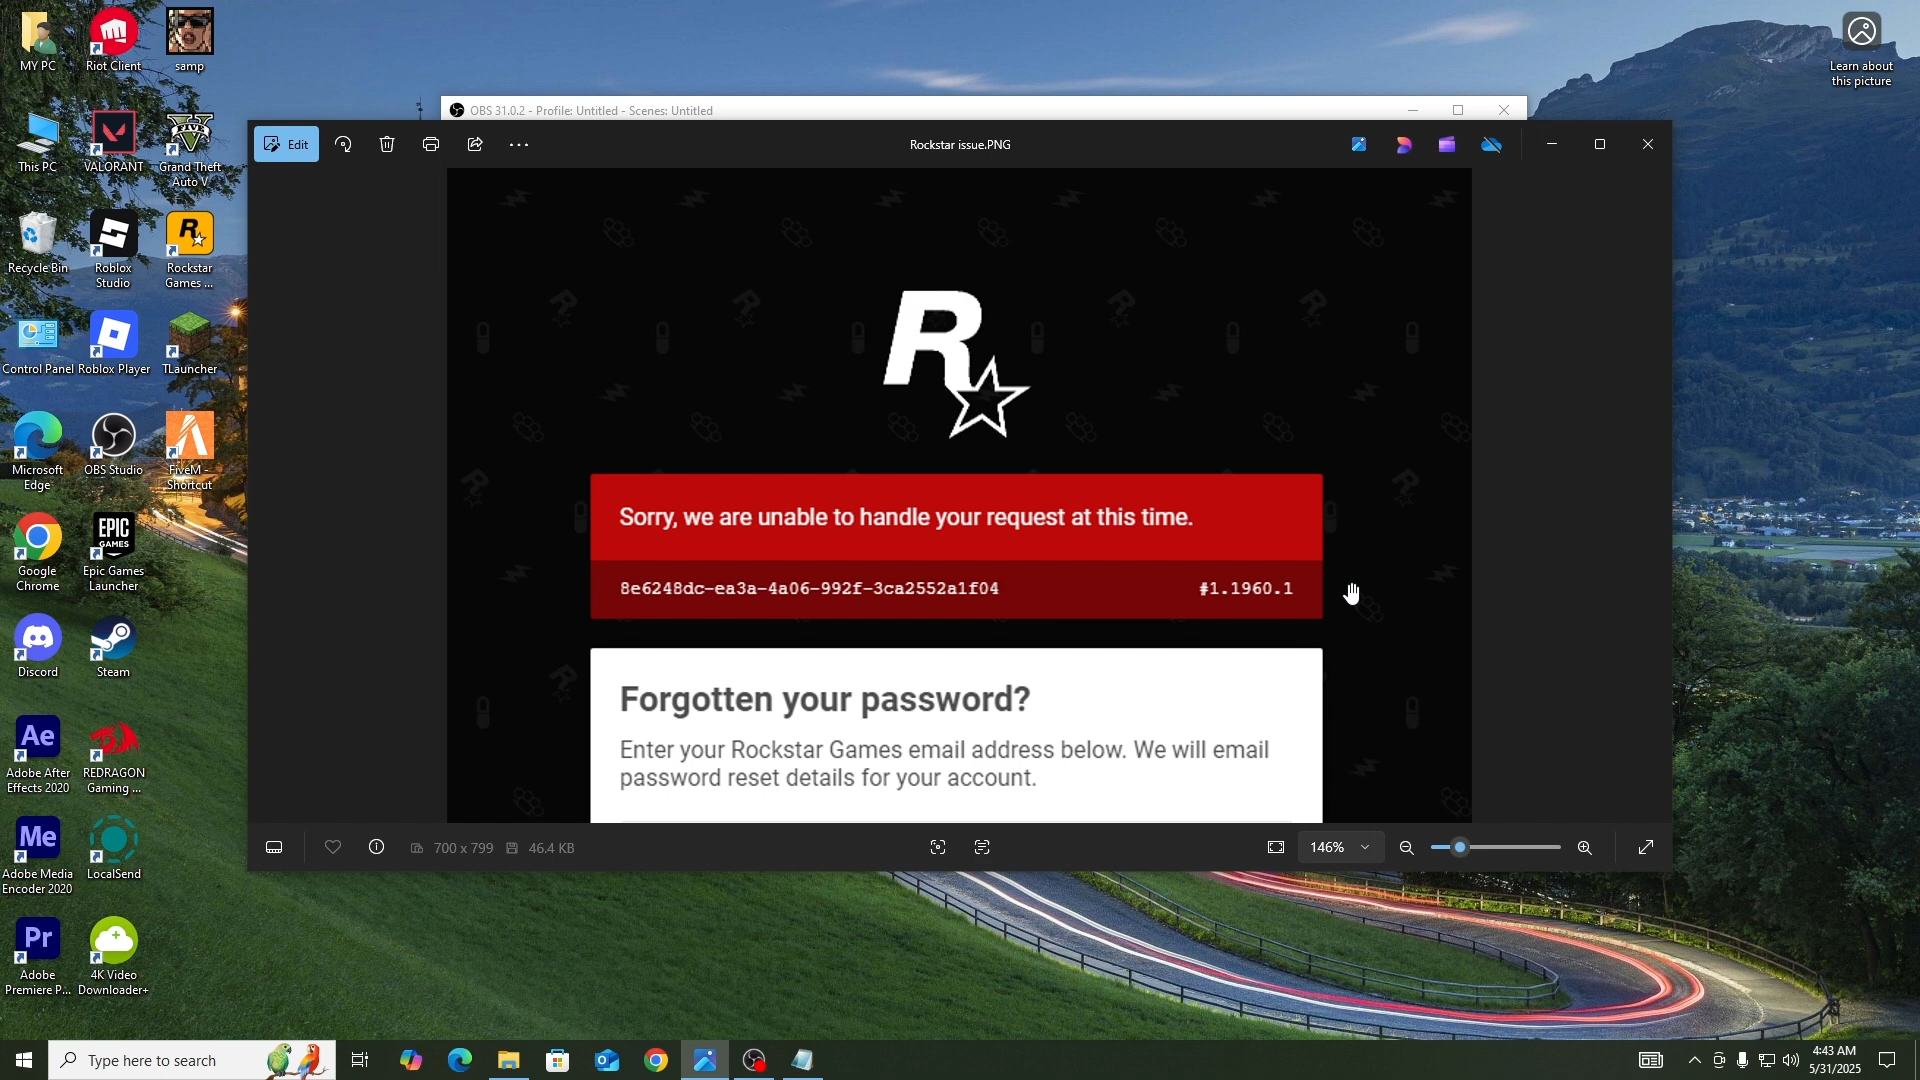 MY PC
Riot Client
samp
Learn about
this picture
OBS 31.0.2 - Profile: Untitled - Scenes: Untitled
Edit
Rockstar issue.PNG
This PC
VALORANT
FIVE
Grand Theft
Auto V
Recycle Bin
Roblox
Studio
Rockstar
Games ...
Control Panel
Roblox Player
TLauncher
Microsoft
Edge
OBS Studio
FiveM -
Shortcut
Google
Chrome
EPIC
GAMES
Epic Games
Launcher
Discord
Steam
Ae
Adobe After
Effects 2020
REDRAGON
Gaming ...
Me
Adobe Media
Encoder 2020
LocalSend
Pr
Adobe
Premiere P...
4K Video
Downloader+
R
Sorry, we are unable to handle your request at this time.
8e6248dc-ea3a-4a06-992f-3ca2552a1f04
#1.1960.1
Forgotten your password?
Enter your Rockstar Games email address below. We will email
password reset details for your account.
700 x 799
46.4 KB
146%
Type here to search
4:43 AM
5/31/2025